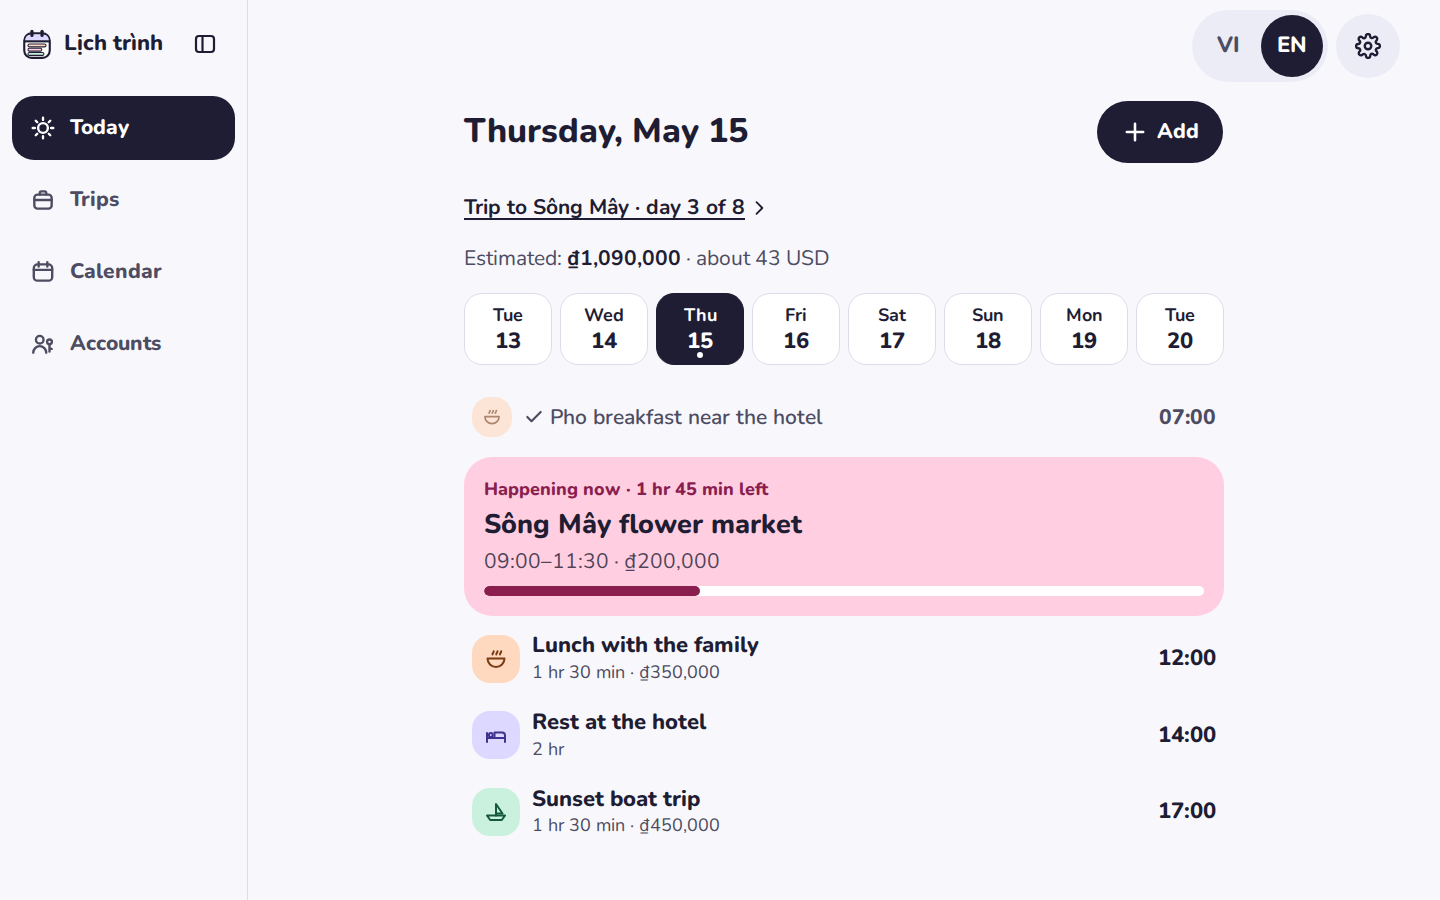 Lịch trình
VI
EN
Today
Trips
Calendar
Accounts
Thursday, May 15
Add
Trip to Sông Mây · day 3 of 8
Estimated: ₫1,090,000 · about 43 USD
Tue
13
Wed
14
Thu
15
Fri
16
Sat
17
Sun
18
Mon
19
Tue
20
Pho breakfast near the hotel
07:00
Happening now · 1 hr 45 min left
Sông Mây flower market
09:00–11:30 · ₫200,000
Lunch with the family
1 hr 30 min · ₫350,000
12:00
Rest at the hotel
2 hr
14:00
Sunset boat trip
1 hr 30 min · ₫450,000
17:00